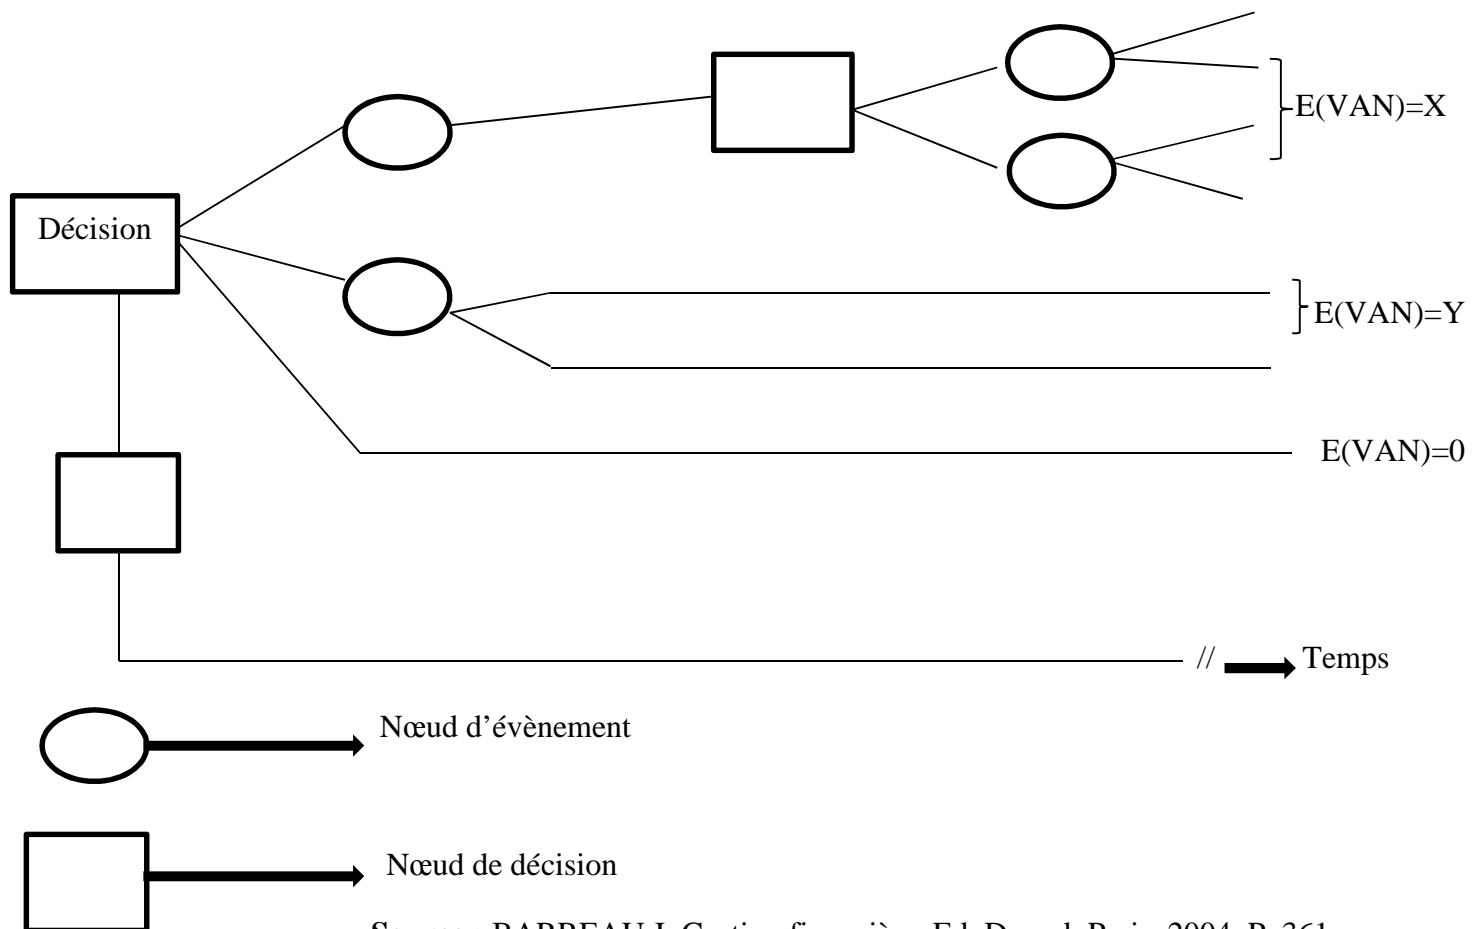 E(VAN)=X
Décision
E(VAN)=Y
E(VAN)=0
// Temps
Nœud d’évènement
Nœud de décision